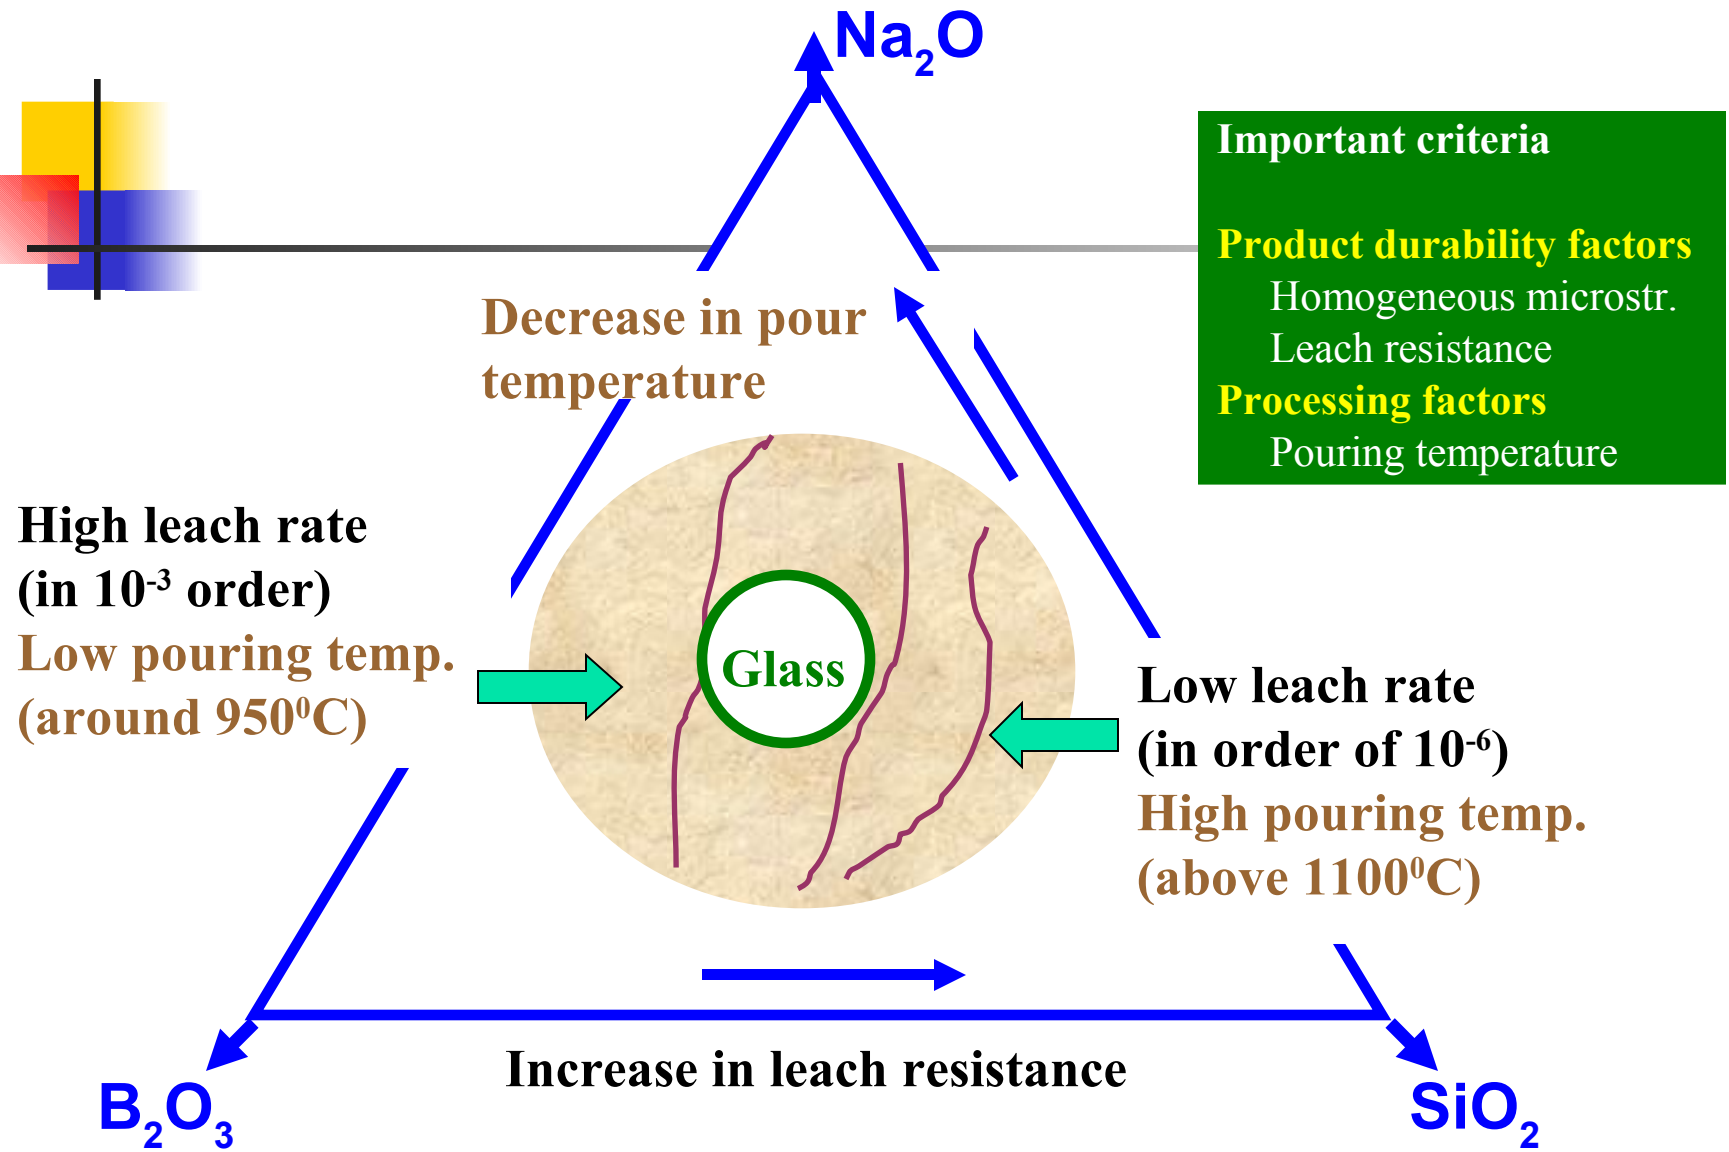 Na₂O
Important criteria
Product durability factors
Homogeneous microstr.
Leach resistance
Processing factors
Pouring temperature
Decrease in pour
temperature
High leach rate
(in 10⁻³ order)
Low pouring temp.
(around 950⁰C)
Glass
Low leach rate
(in order of 10⁻⁶)
High pouring temp.
(above 1100⁰C)
Increase in leach resistance
B₂O₃
SiO₂